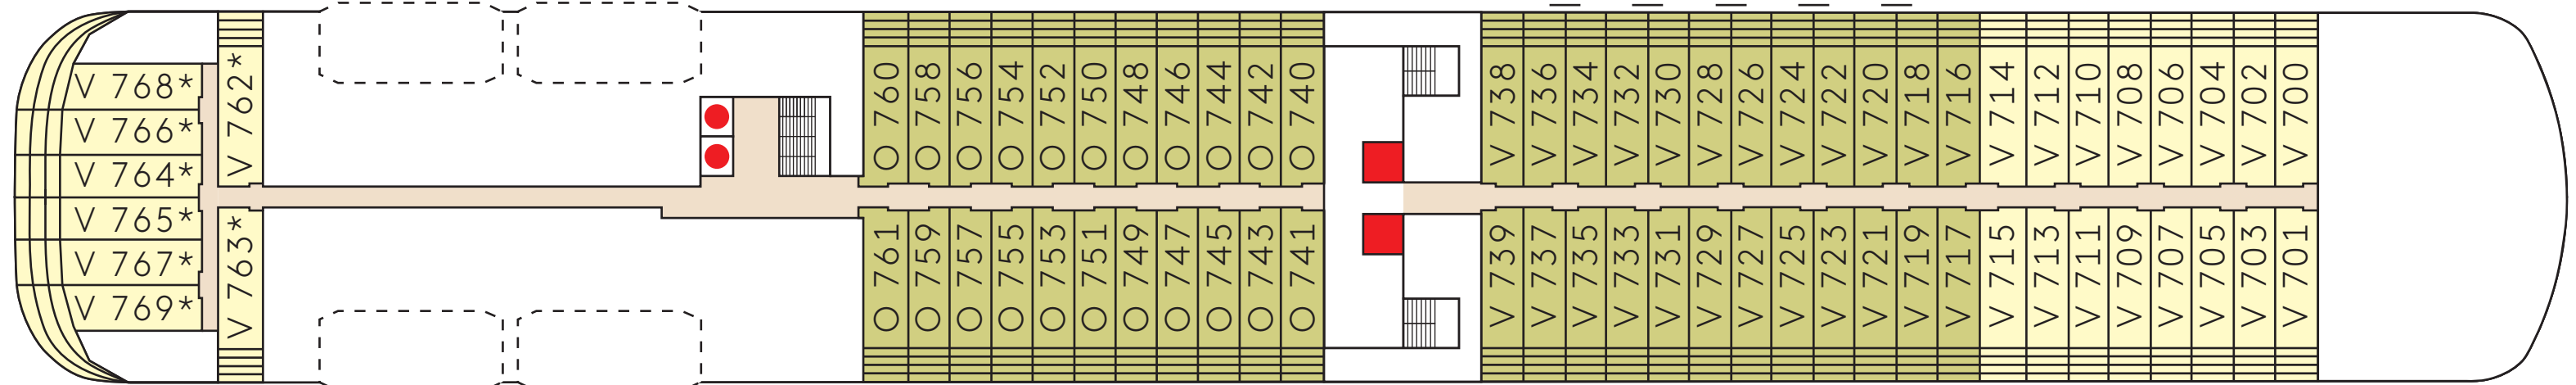 V 768*
V 766*
V 764*
V 765*
V 767*
V 769*
V 762*
V 763*
O 760
O 758
O 756
O 754
O 752
O 750
O 748
O 746
O 744
O 742
O 740
O 761
O 759
O 757
O 755
O 753
O 751
O 749
O 747
O 745
O 743
O 741
V 738
V 736
V 734
V 732
V 730
V 728
V 726
V 724
V 722
V 720
V 718
V 716
V 714
V 712
V 710
V 708
V 706
V 704
V 702
V 700
V 739
V 737
V 735
V 733
V 731
V 729
V 727
V 725
V 723
V 721
V 719
V 717
V 715
V 713
V 711
V 709
V 707
V 705
V 703
V 701